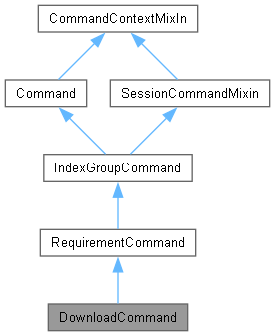 CommandContextMixIn
Command
SessionCommandMixin
IndexGroupCommand
RequirementCommand
DownloadCommand